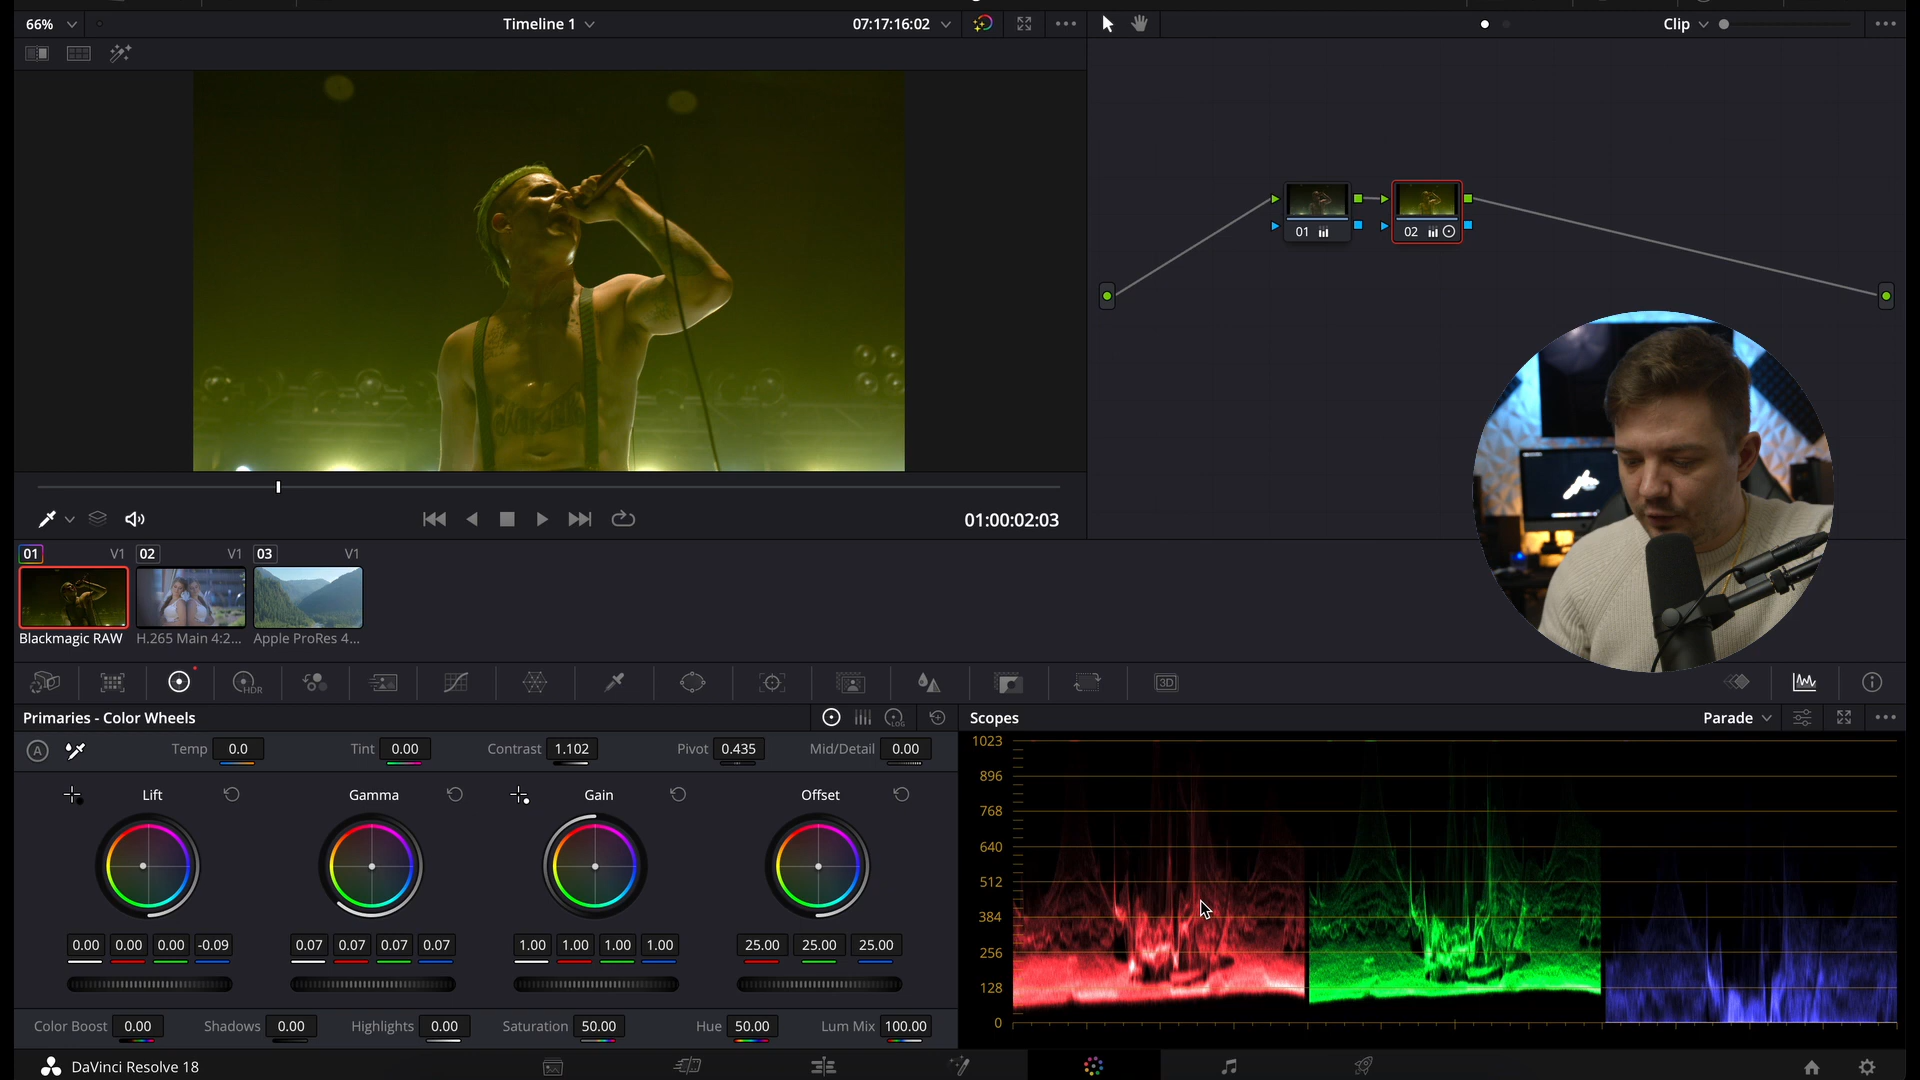 66%
Timeline 1
07:17:16:02
Clip
01
02
01:00:02:03
01 V1 02 V1 03 V1
Blackmagic RAW H.265 Main 4:2... Apple ProRes 4...
HDR
3D
Primaries - Color Wheels
LOG
Scopes
Parade
A Temp 0.0 Tint 0.00 Contrast 1.102 Pivot 0.435 Mid/Detail 0.00
Lift Gamma Gain Offset
0.00 0.00 0.00 -0.09 0.07 0.07 0.07 0.07 1.00 1.00 1.00 1.00 25.00 25.00 25.00
Color Boost 0.00 Shadows 0.00 Highlights 0.00 Saturation 50.00 Hue 50.00 Lum Mix 100.00
1023
896
768
640
512
384
256
128
0
DaVinci Resolve 18